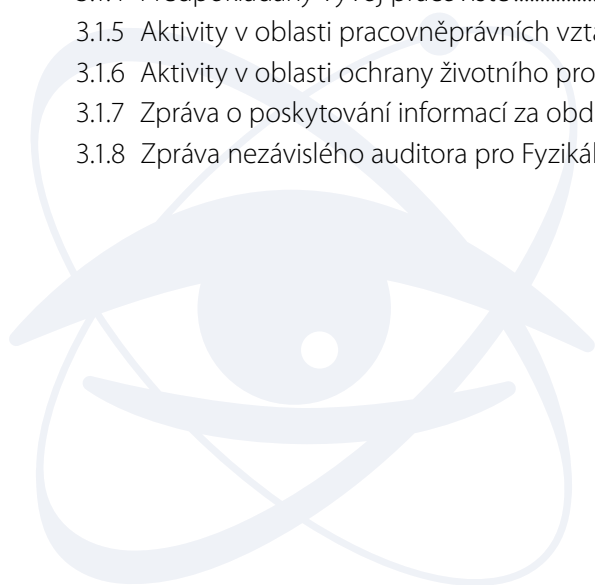 3.1.5 Aktivity v oblasti pracovněprávních
3.1.6 Aktivity v oblasti ochrany životního
3.1.7 Zpráva o poskytování informací za
3.1.8 Zpráva nezávislého auditora pro